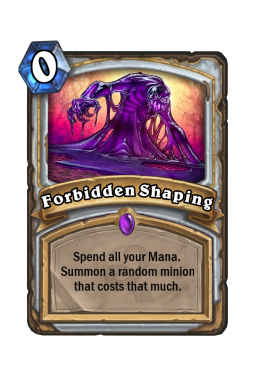 0
Forbidden Shaping
Spend all your Mana.
Summon a random minion
that costs that much.